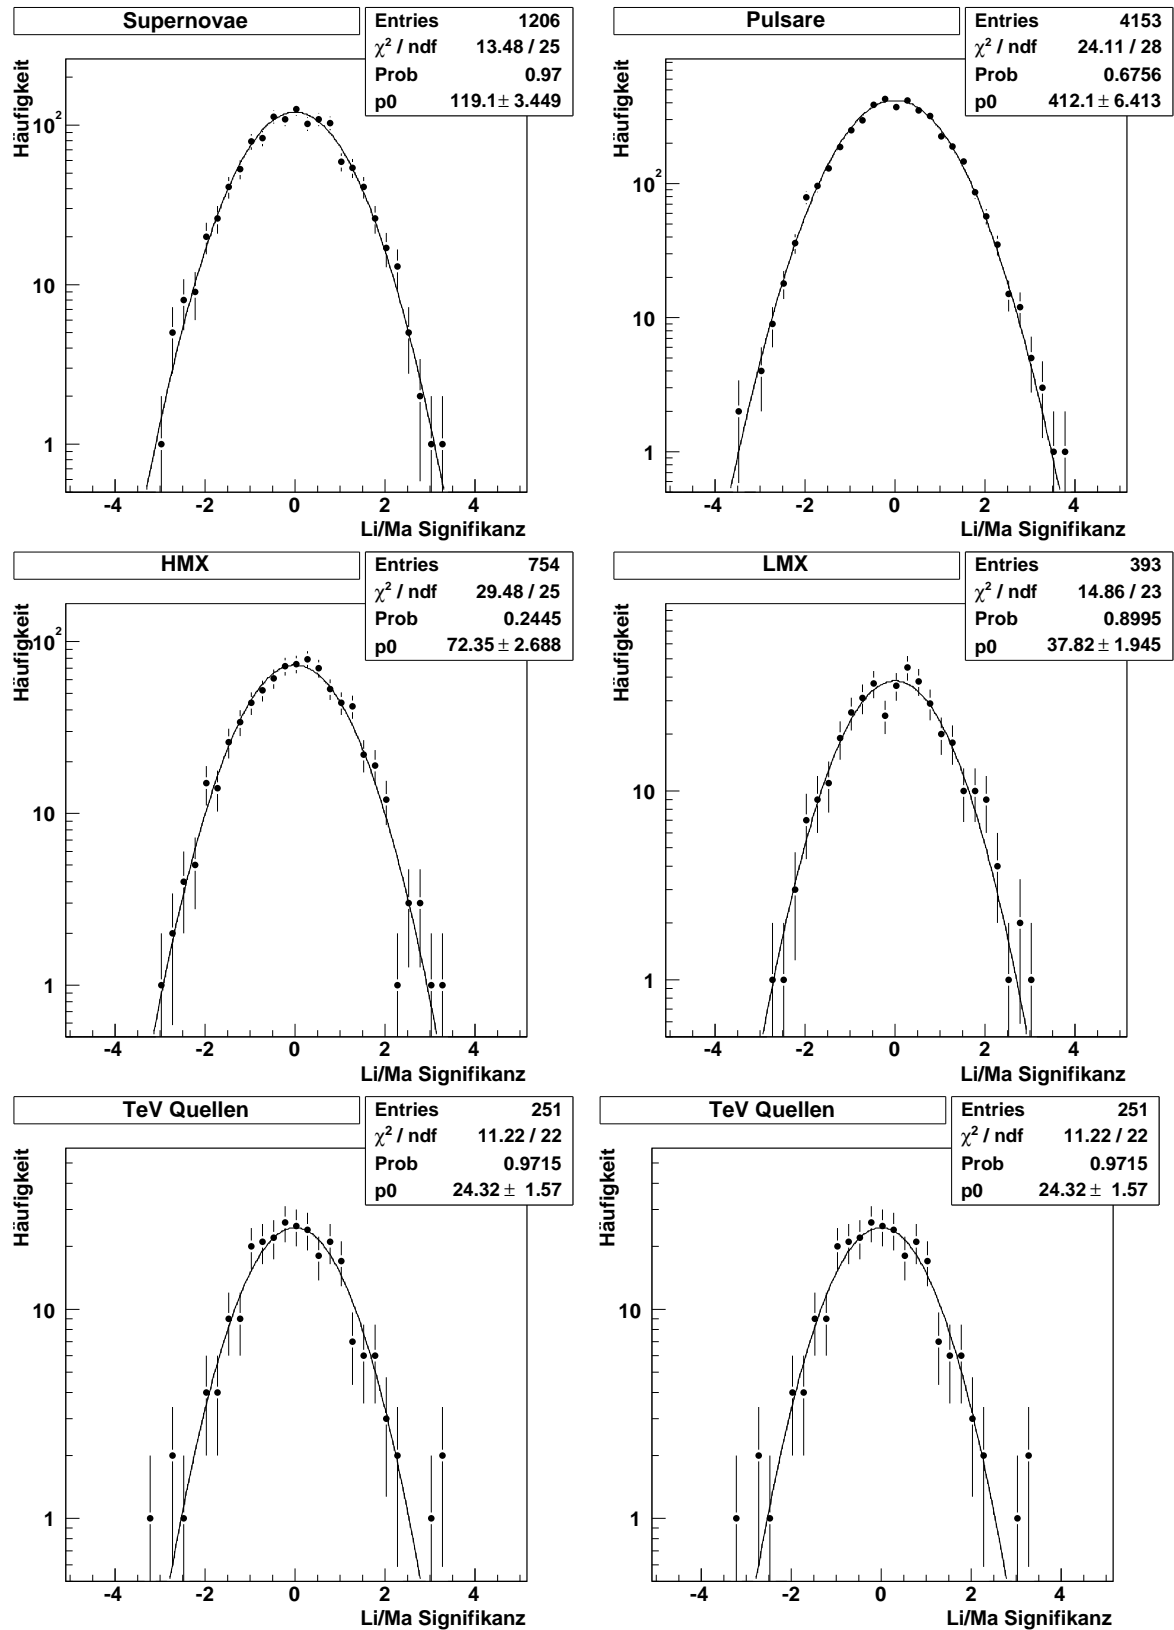 Supernovae
Entries 1206
χ² / ndf 13.48 / 25
Prob 0.97
p0 119.1 ± 3.449
Häufigkeit
10²
10
1
-4 -2 0 2 4
Li/Ma Signifikanz
Pulsare
Entries 4153
χ² / ndf 24.11 / 28
Prob 0.6756
p0 412.1 ± 6.413
Häufigkeit
10²
10
1
-4 -2 0 2 4
Li/Ma Signifikanz
HMX
Entries 754
χ² / ndf 29.48 / 25
Prob 0.2445
p0 72.35 ± 2.688
Häufigkeit
10²
10
1
-4 -2 0 2 4
Li/Ma Signifikanz
LMX
Entries 393
χ² / ndf 14.86 / 23
Prob 0.8995
p0 37.82 ± 1.945
Häufigkeit
10
1
-4 -2 0 2 4
Li/Ma Signifikanz
TeV Quellen
Entries 251
χ² / ndf 11.22 / 22
Prob 0.9715
p0 24.32 ± 1.57
Häufigkeit
10
1
-4 -2 0 2 4
Li/Ma Signifikanz
TeV Quellen
Entries 251
χ² / ndf 11.22 / 22
Prob 0.9715
p0 24.32 ± 1.57
Häufigkeit
10
1
-4 -2 0 2 4
Li/Ma Signifikanz